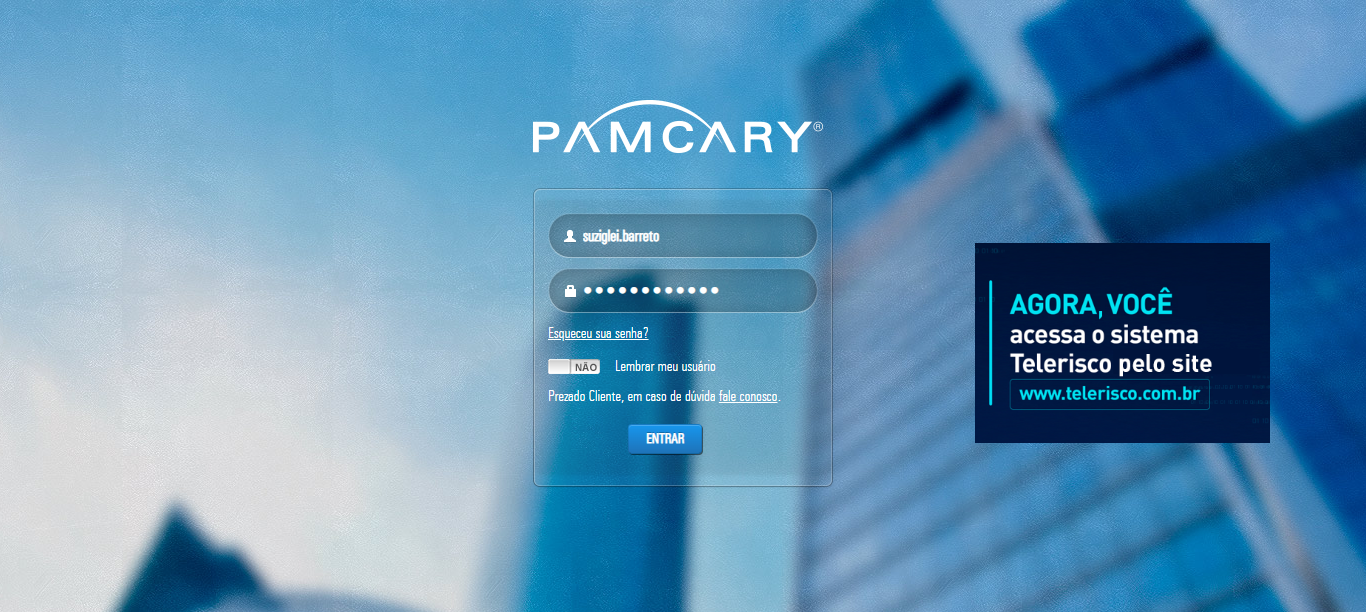 PAMCARY®
suziglei.barreto
Esqueceu sua senha?
NÃO Lembrar meu usuário
Prezado Cliente, em caso de dúvida fale conosco.
ENTRAR
AGORA, VOCÊ
acessa o sistema
Telerisco pelo site
www.telerisco.com.br